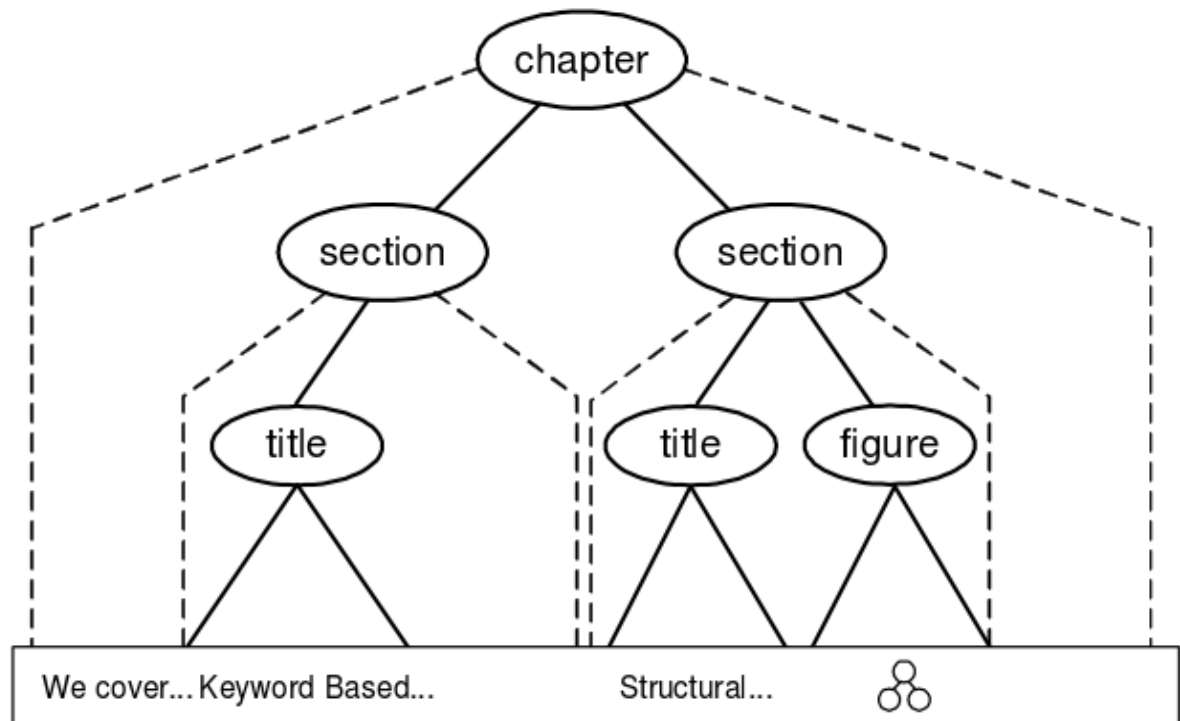 chapter
section section
title title figure
We cover... Keyword Based... Structural...